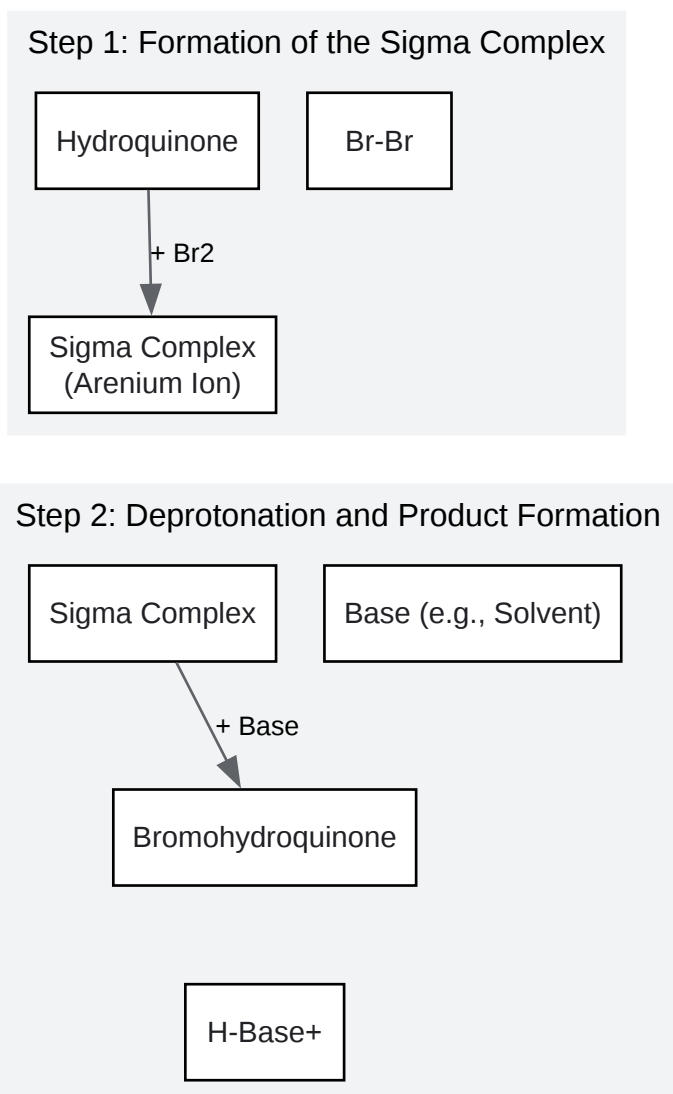 Step 1: Formation of the Sigma Complex
Hydroquinone
Br-Br
+ Br2
Sigma Complex
(Arenium Ion)
Step 2: Deprotonation and Product Formation
Sigma Complex
Base (e.g., Solvent)
+ Base
Bromohydroquinone
H-Base+